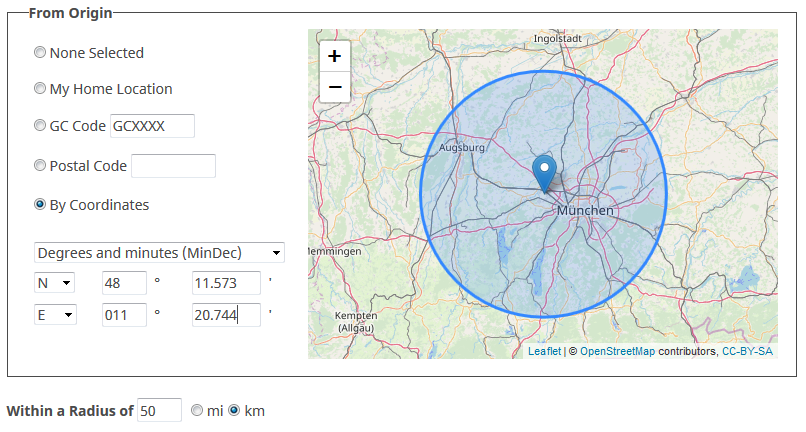 From Origin
None Selected
My Home Location
GC Code GCXXXX
Postal Code
By Coordinates
Degrees and minutes (MinDec)
N 48 ° 11.573 '
E 011 ° 20.744 '
+
−
Ingolstadt
Augsburg
München
Memmingen
Kempten
(Allgäu)
Leaflet | © OpenStreetMap contributors, CC-BY-SA
Within a Radius of 50 mi km